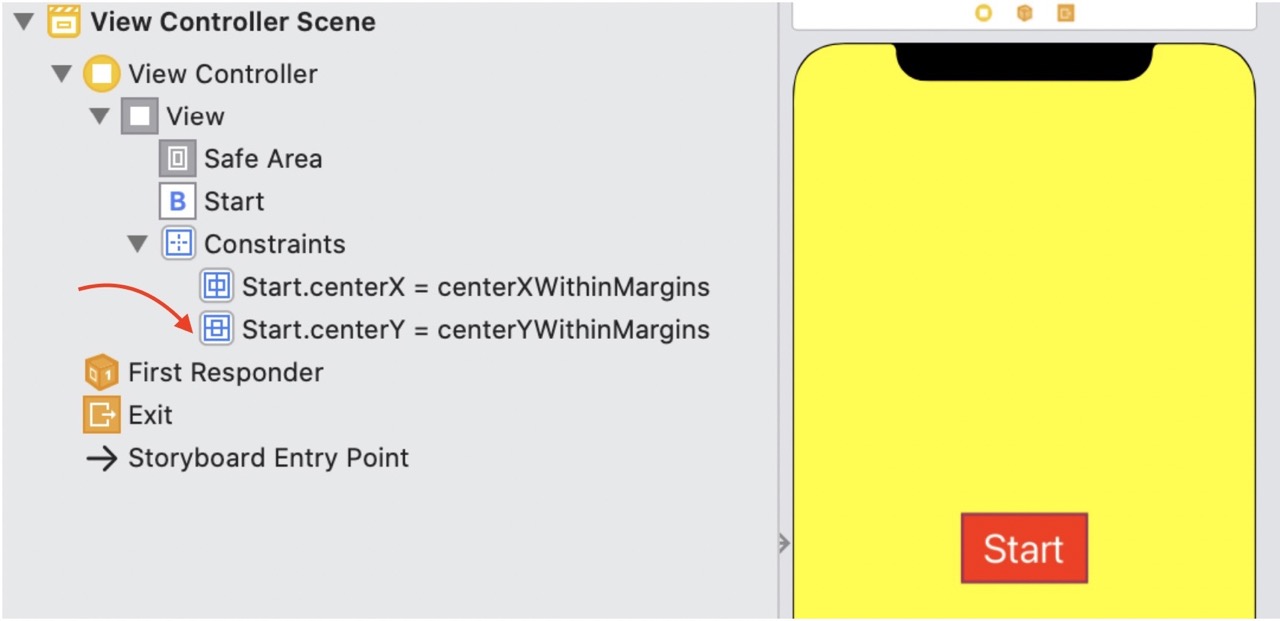 View Controller Scene
View Controller
View
Safe Area
B Start
Constraints
Start.centerX = centerXWithinMargins
Start.centerY = centerYWithinMargins
1 First Responder
Exit
Storyboard Entry Point
Start